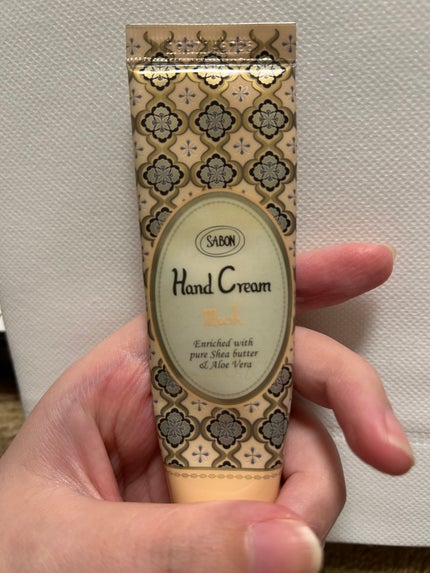 SABON
Hand Cream
Musk
Enriched with
pure Shea butter
& Aloe Vera